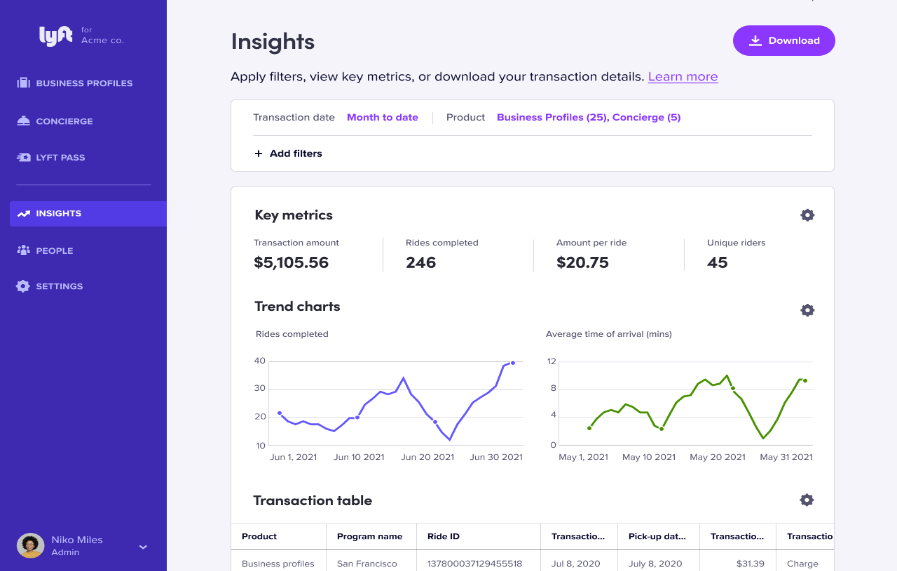 lyft
for
Acme co.
BUSINESS PROFILES
CONCIERGE
LYFT PASS
INSIGHTS
PEOPLE
SETTINGS
Niko Miles
Admin
Insights
Download
Apply filters, view key metrics, or download your transaction details. Learn more
Transaction date Month to date Product Business Profiles (25), Concierge (5)
+ Add filters
Key metrics
Transaction amount Rides completed Amount per ride Unique riders
$5,105.56 246 $20.75 45
Trend charts
Rides completed
40
30
20
10
Jun 1, 2021 Jun 10 2021 Jun 20 2021 Jun 30 2021
Average time of arrival (mins)
12
8
4
0
May 1, 2021 May 10 2021 May 20 2021 May 31 2021
Transaction table
Product Program name Ride ID Transactio... Pick-up dat... Transactio... Transactio
Business profiles San Francisco 137800037129455518 Jul 8, 2020 July 8, 2020 $31.39 Charge